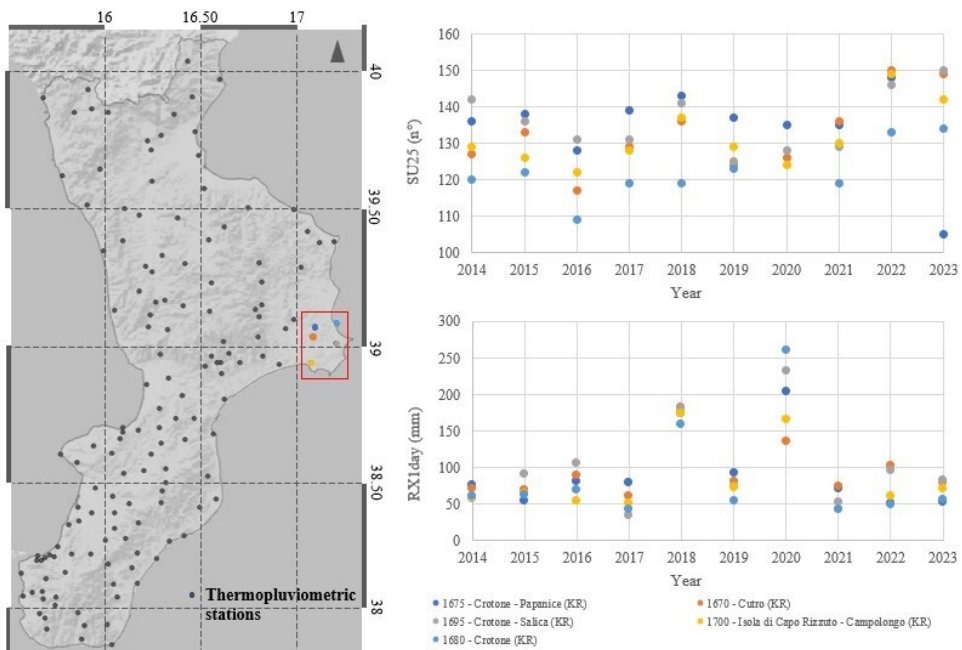 16 16.50 17
40
39.50
39
38.50
38
Thermopluviometric
stations
160
150
140
130
120
110
100
SU25 (n°)
2014 2015 2016 2017 2018 2019 2020 2021 2022 2023
Year
300
250
200
150
100
50
0
RX1day (mm)
2014 2015 2016 2017 2018 2019 2020 2021 2022 2023
Year
1675 - Crotone - Papanice (KR) 1670 - Cutro (KR)
1695 - Crotone - Salica (KR) 1700 - Isola di Capo Rizzuto - Campolongo (KR)
1680 - Crotone (KR)